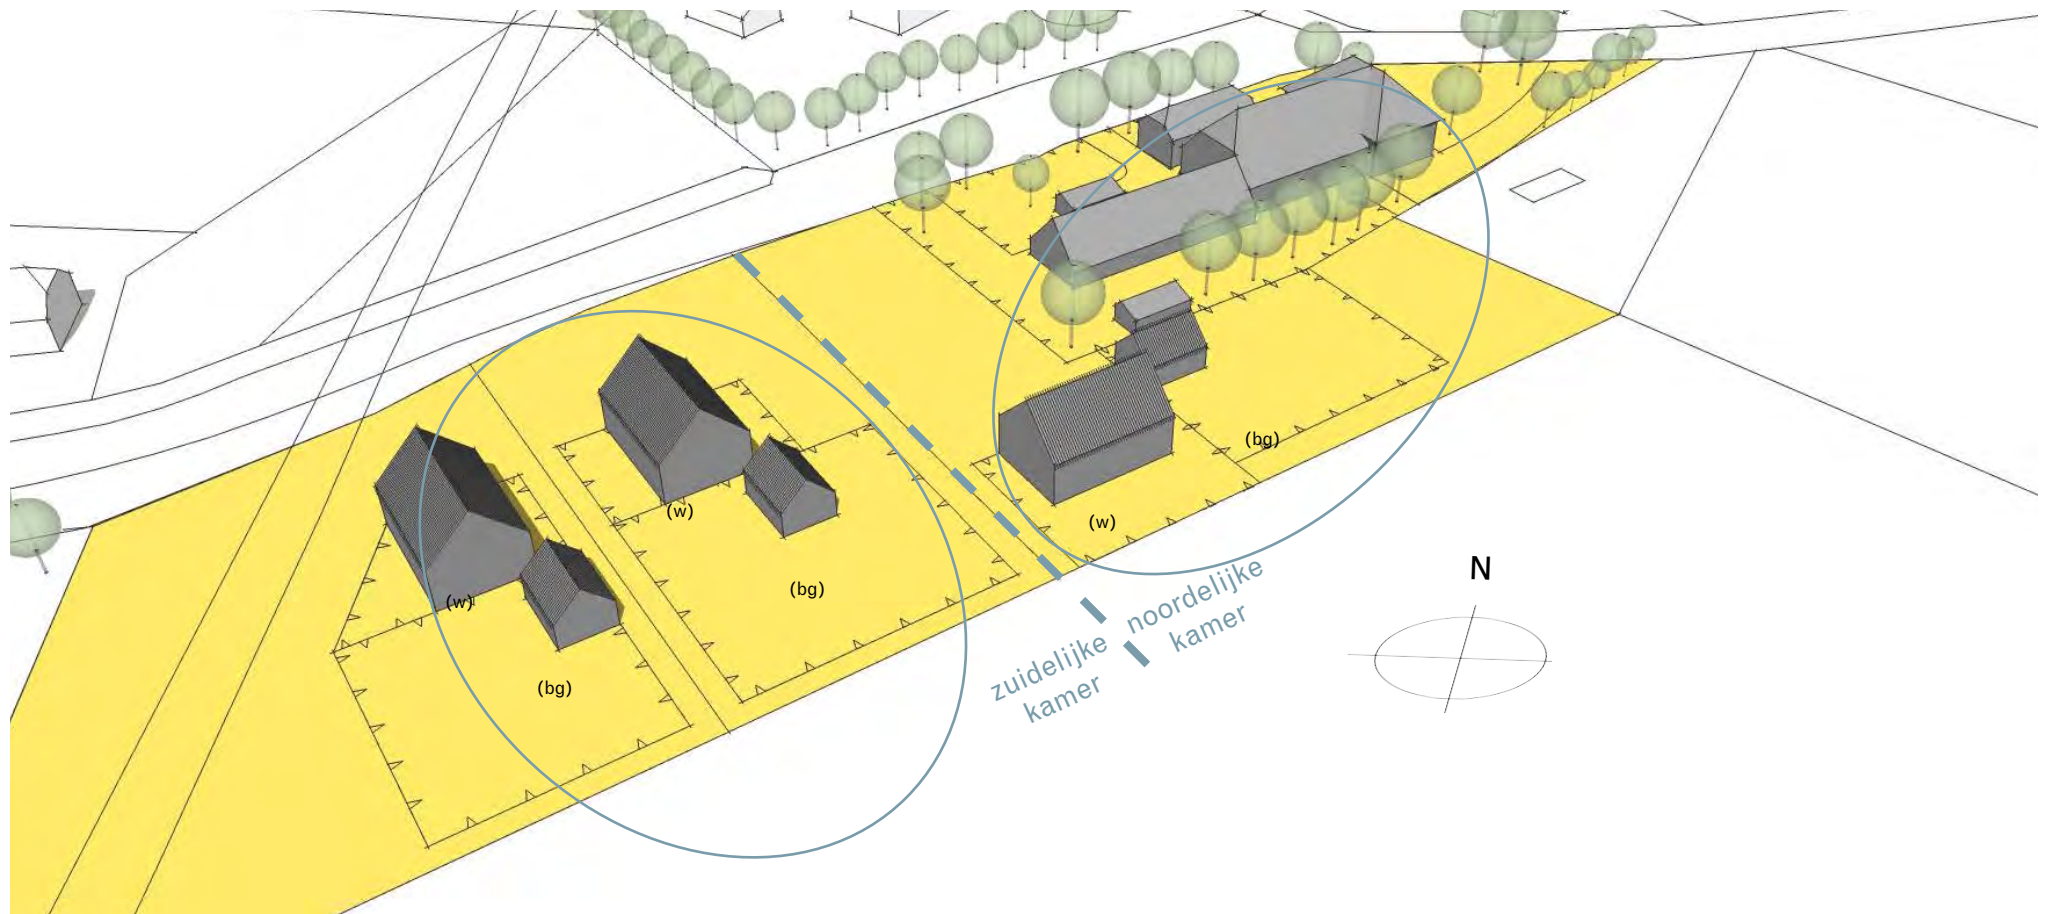 (bg)
(w)
(w)
(bg)
(w)
(bg)
N
noordelijke
kamer
zuidelijke
kamer